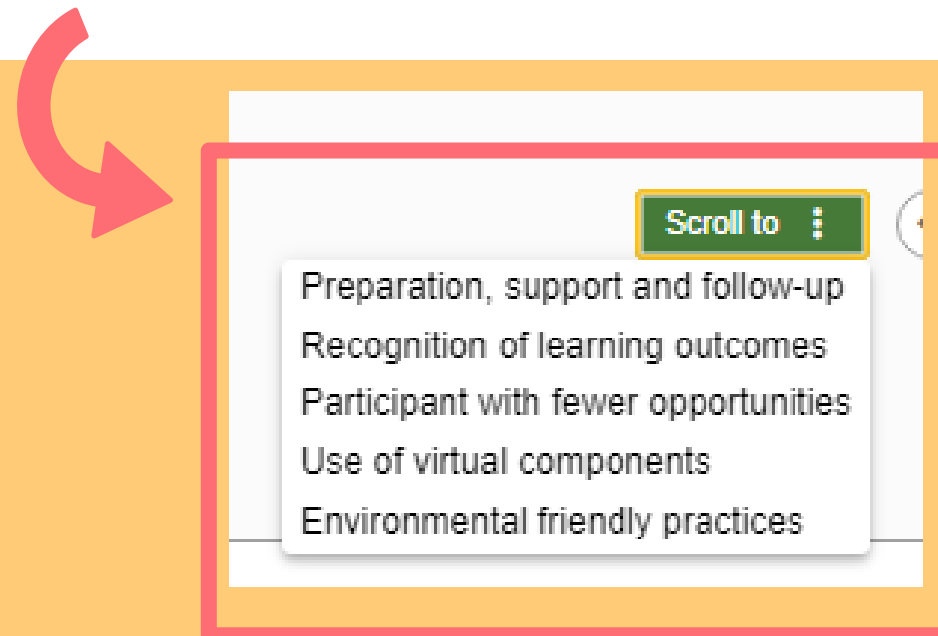 Scroll to
Preparation, support and follow-up
Recognition of learning outcomes
Participant with fewer opportunities
Use of virtual components
Environmental friendly practices